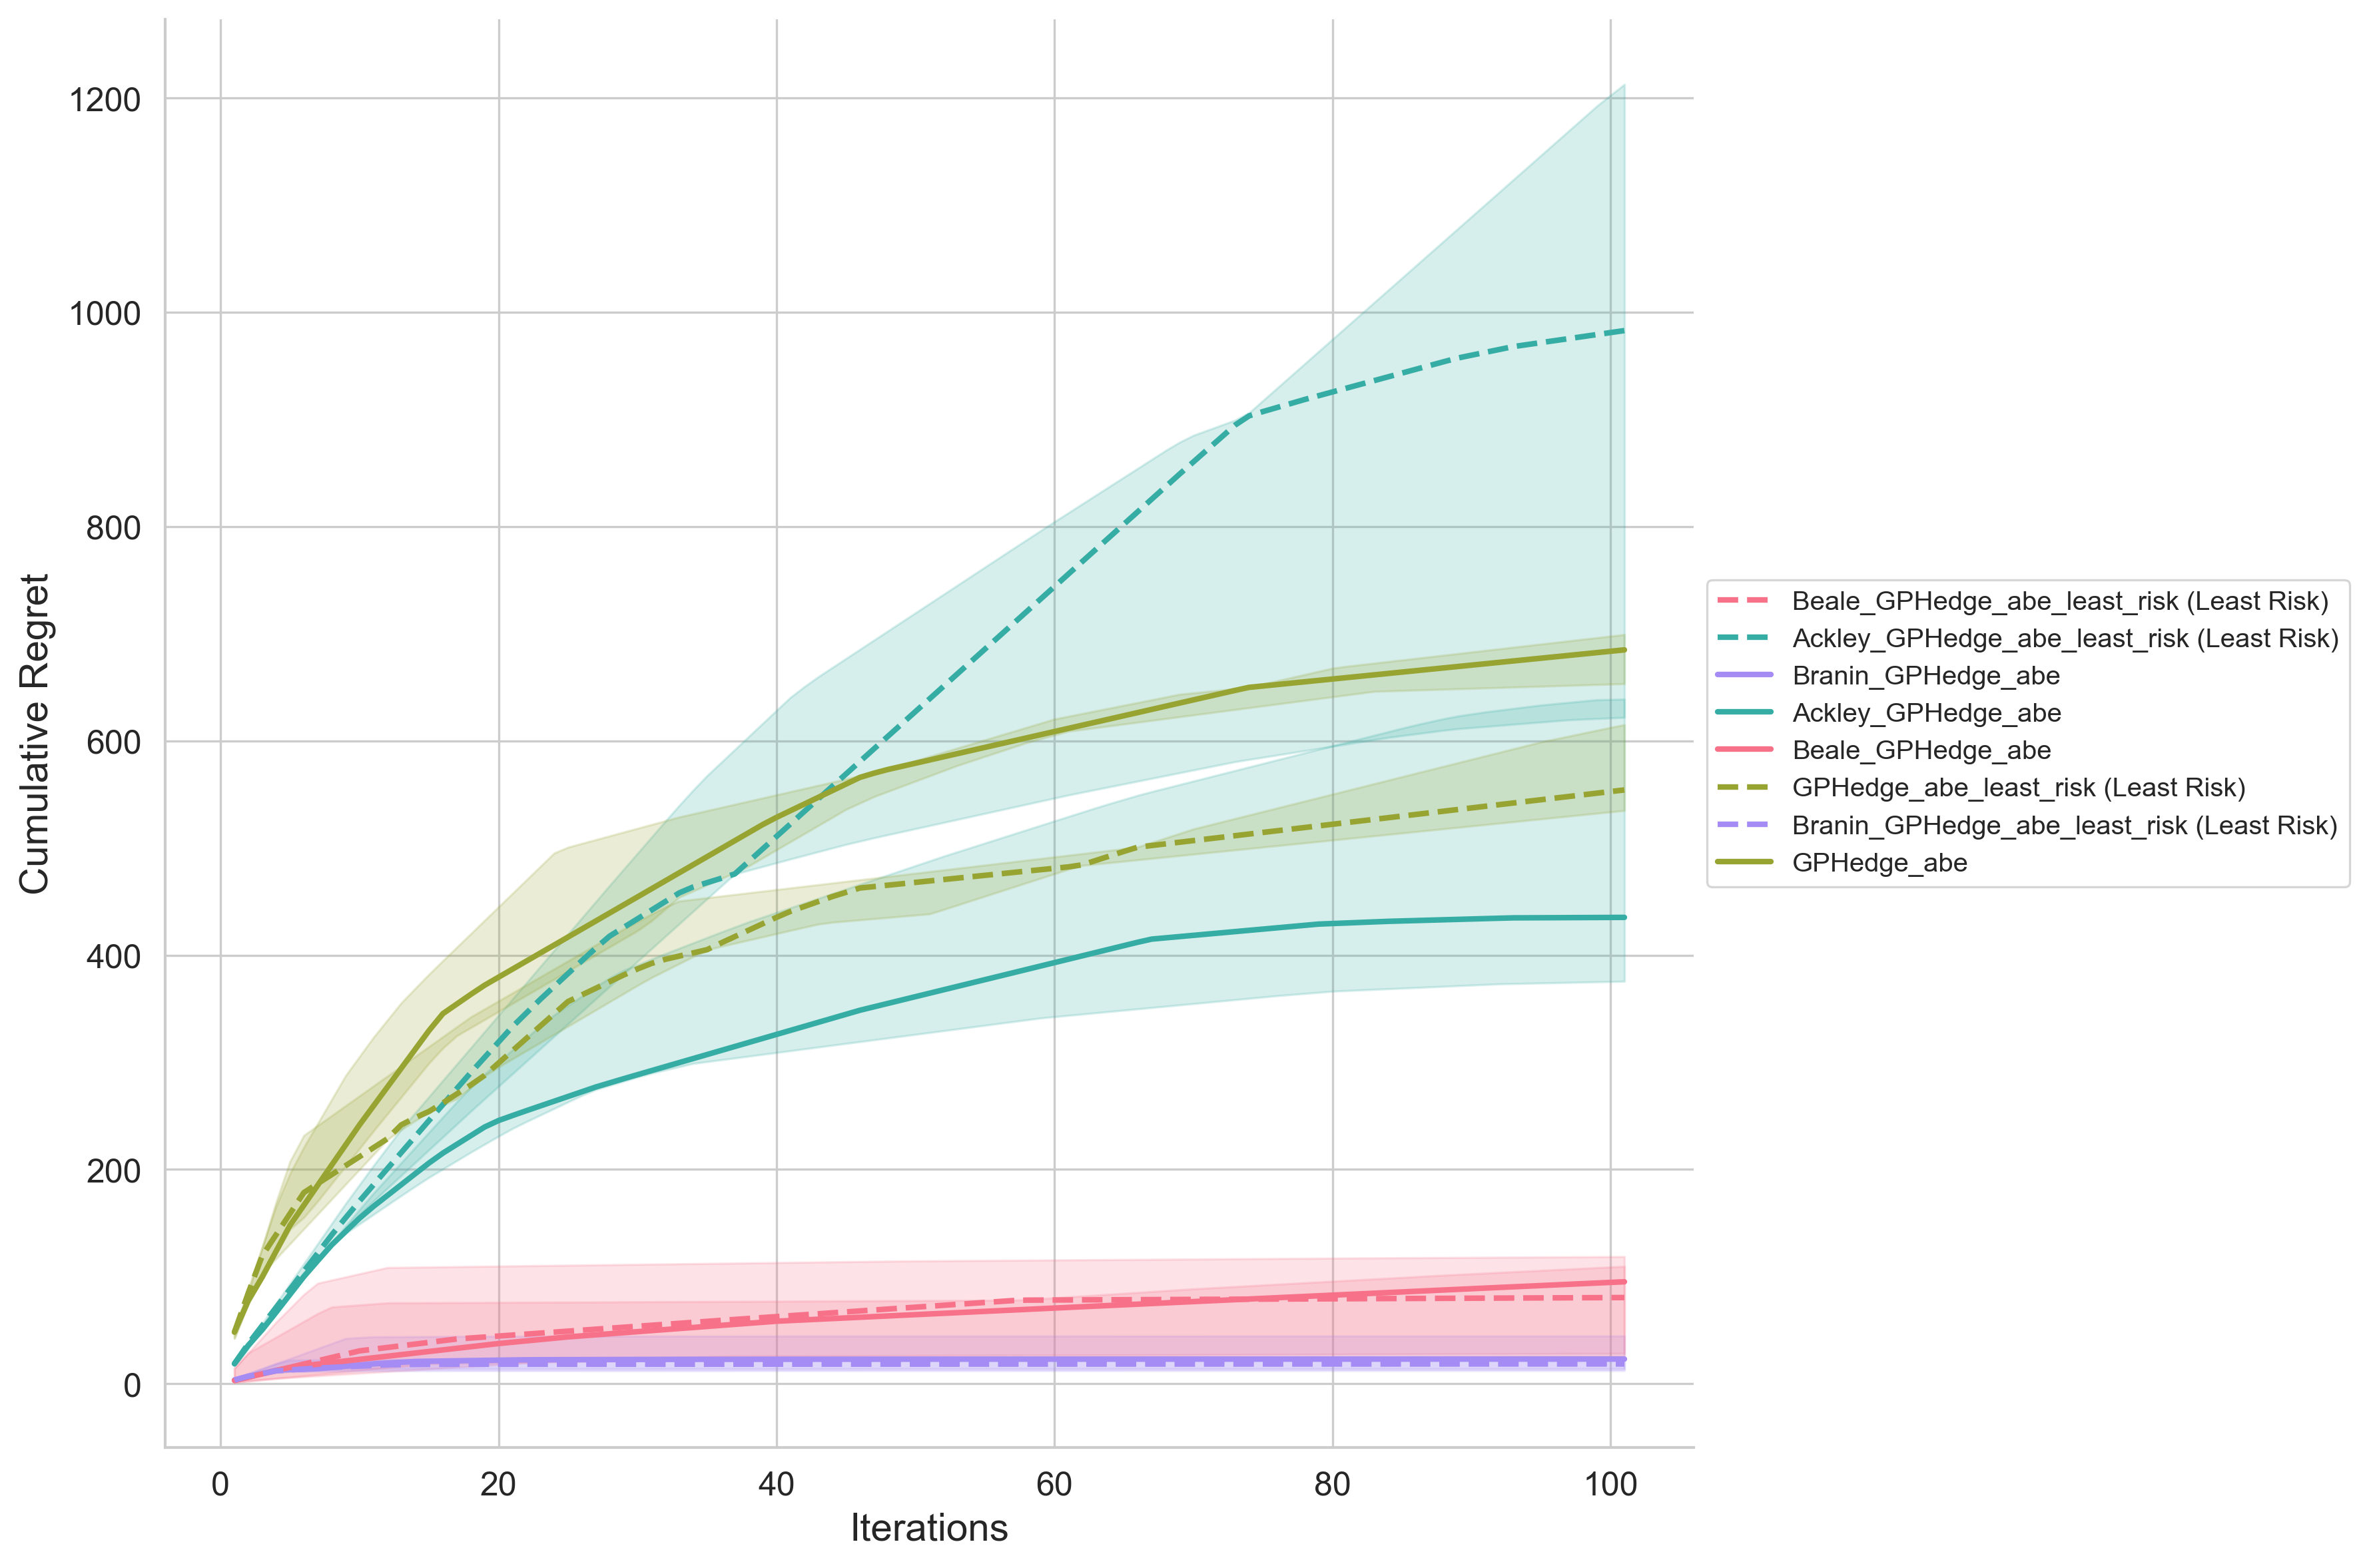 1200
1000
800
600
400
200
0
Cumulative Regret
0
20
40
60
80
100
Iterations
Beale_GPHedge_abe_least_risk (Least Risk)
Ackley_GPHedge_abe_least_risk (Least Risk)
Branin_GPHedge_abe
Ackley_GPHedge_abe
Beale_GPHedge_abe
GPHedge_abe_least_risk (Least Risk)
Branin_GPHedge_abe_least_risk (Least Risk)
GPHedge_abe